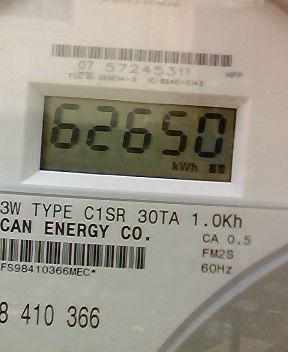 07 57245311
HPP
62650
kWh
3W TYPE C1SR 30TA 1.0Kh
CAN ENERGY CO.
CA 0.5
FM2S
60Hz
FS98410366MEC*
8 410 366